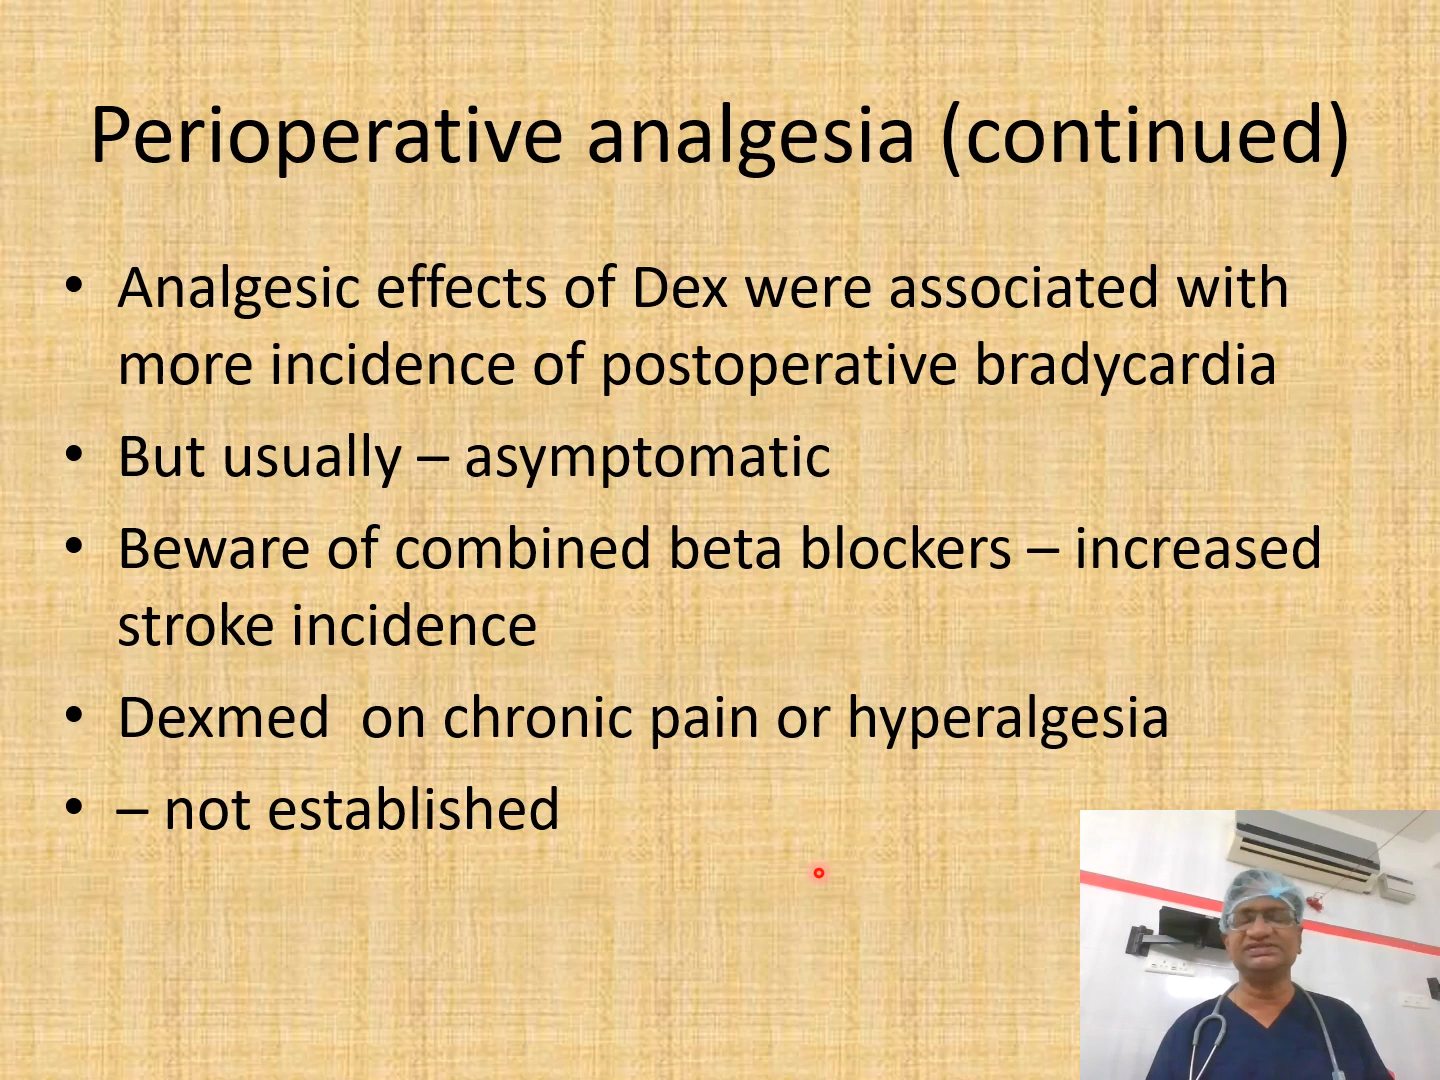 Perioperative analgesia (continued)
• Analgesic effects of Dex were associated with
more incidence of postoperative bradycardia
• But usually – asymptomatic
• Beware of combined beta blockers – increased
stroke incidence
• Dexmed  on chronic pain or hyperalgesia
• – not established